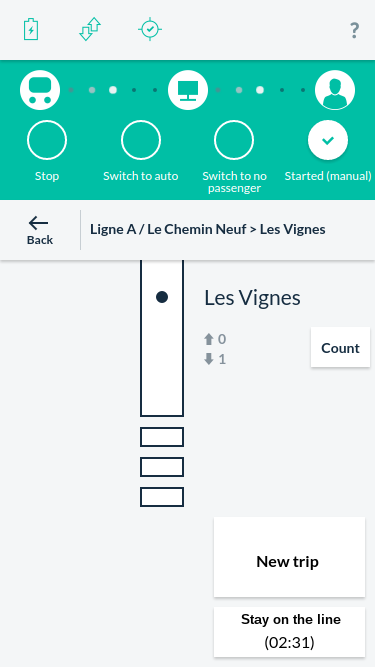 ?
Stop
Switch to auto
Switch to no
passenger
Started (manual)
Back
Ligne A / Le Chemin Neuf > Les Vignes
Les Vignes
0
1
Count
New trip
Stay on the line
(02:31)